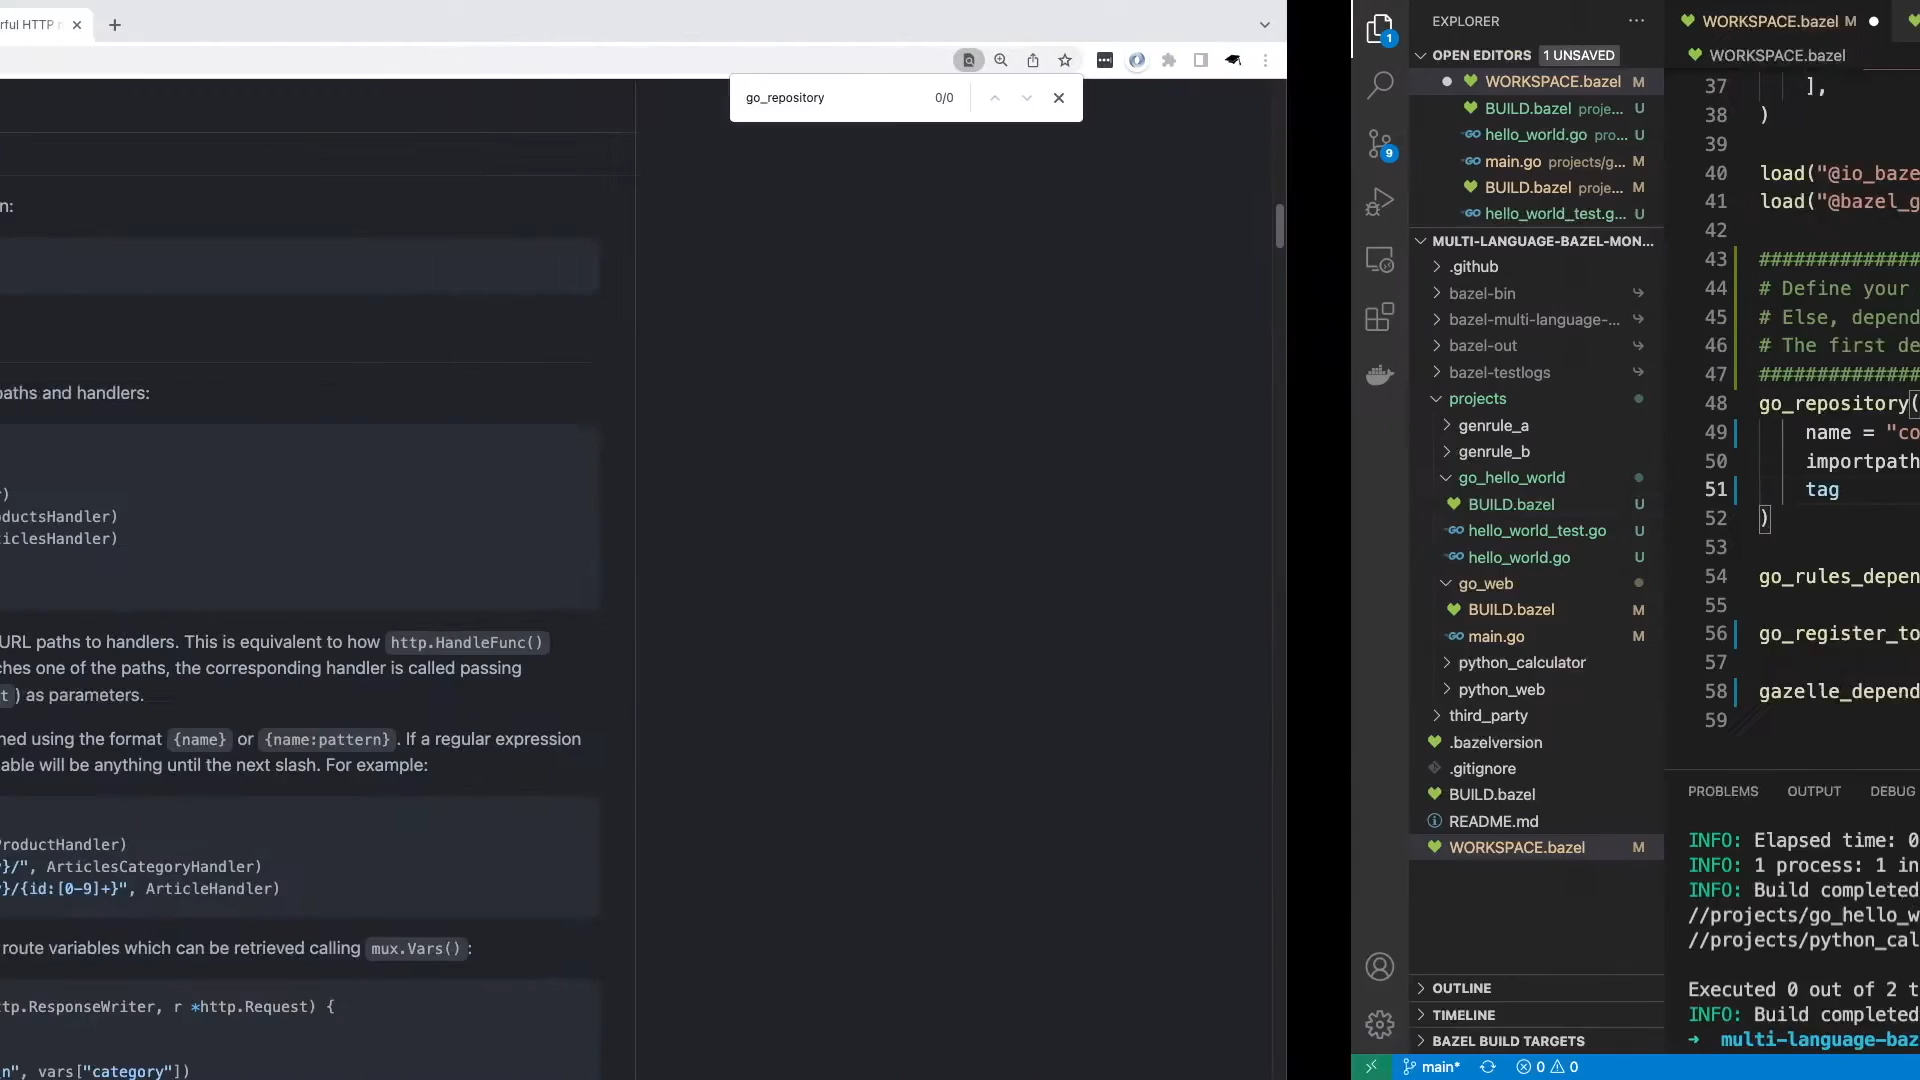 rful HTTP r
go_repository
0/0
n:
paths and handlers:
r)
oductsHandler)
iclesHandler)
URL paths to handlers. This is equivalent to how http.HandleFunc()
ches one of the paths, the corresponding handler is called passing
t ) as parameters.
ned using the format {name} or {name:pattern}. If a regular expression
able will be anything until the next slash. For example:
ProductHandler)
y}/", ArticlesCategoryHandler)
y}/{id:[0-9]+}", ArticleHandler)
route variables which can be retrieved calling mux.Vars() :
ttp.ResponseWriter, r *http.Request) {
n", vars["category"])
1
9
EXPLORER
OPEN EDITORS 1 UNSAVED
WORKSPACE.bazel M
BUILD.bazel proje... U
hello_world.go pro... U
main.go projects/g... M
BUILD.bazel proje... M
hello_world_test.g... U
MULTI-LANGUAGE-BAZEL-MON...
.github
bazel-bin
bazel-multi-language-...
bazel-out
bazel-testlogs
projects
genrule_a
genrule_b
go_hello_world
BUILD.bazel U
hello_world_test.go U
hello_world.go U
go_web
BUILD.bazel M
main.go M
python_calculator
python_web
third_party
.bazelversion
.gitignore
BUILD.bazel
README.md
WORKSPACE.bazel M
OUTLINE
TIMELINE
BAZEL BUILD TARGETS
WORKSPACE.bazel M
WORKSPACE.bazel
37 ],
38 )
39
40 load("@io_baze
41 load("@bazel_g
42
43 ##############
44 # Define your
45 # Else, depend
46 # The first de
47 ##############
48 go_repository(
49 name = "co
50 importpath
51 tag
52 )
53
54 go_rules_depen
55
56 go_register_to
57
58 gazelle_depend
59
PROBLEMS OUTPUT DEBUG
INFO: Elapsed time: 0
INFO: 1 process: 1 in
INFO: Build completed
//projects/go_hello_w
//projects/python_cal
Executed 0 out of 2 t
INFO: Build completed
➜ multi-language-baz
main* 0 0